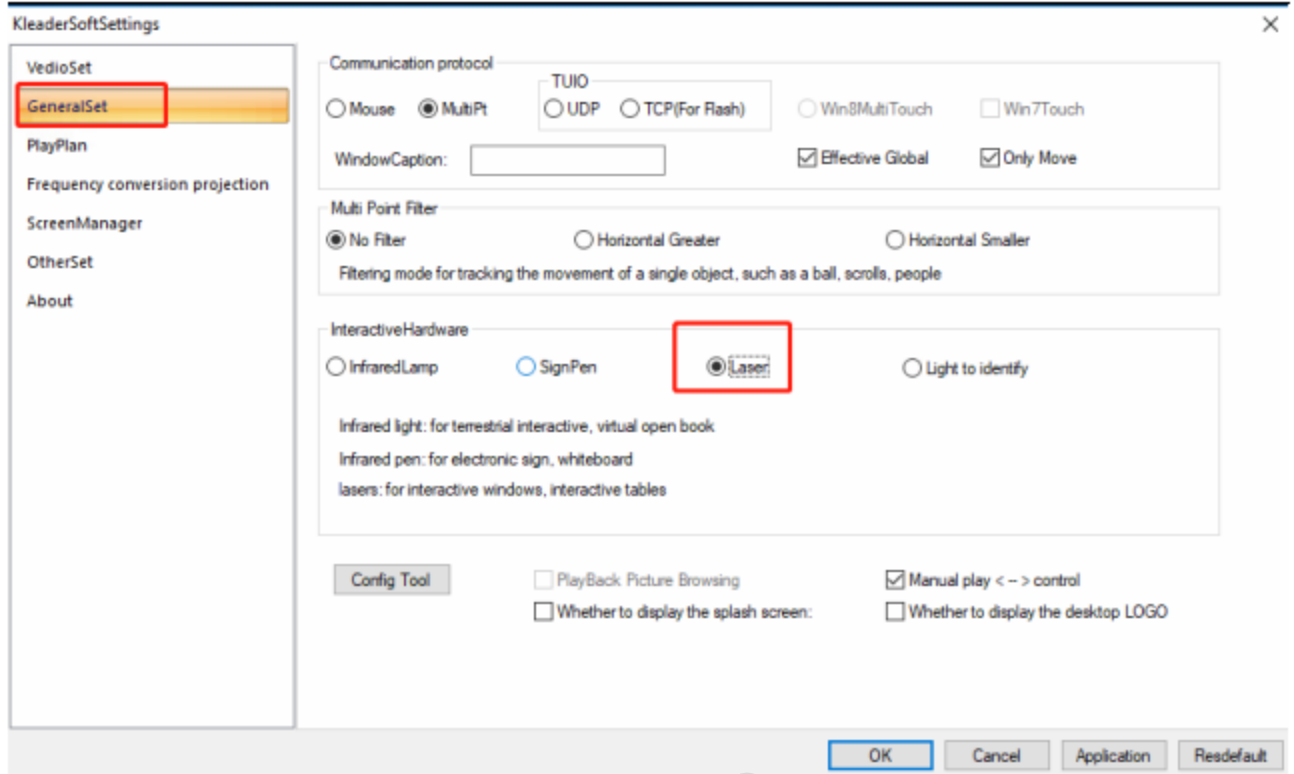 KleaderSoftSettings
VedioSet
GeneralSet
PlayPlan
Frequency conversion projection
ScreenManager
OtherSet
About
Communication protocol
TUIO
Mouse MultiPt UDP TCP(For Flash) Win8MultiTouch Win7Touch
WindowCaption: Effective Global Only Move
Multi Point Filter
No Filter Horizontal Greater Horizontal Smaller
Filtering mode for tracking the movement of a single object, such as a ball, scrolls, people
InteractiveHardware
InfraredLamp SignPen Laser Light to identify
Infrared light: for terrestrial interactive, virtual open book
Infrared pen: for electronic sign, whiteboard
lasers: for interactive windows, interactive tables
Config Tool PlayBack Picture Browsing Manual play < -- > control
Whether to display the splash screen: Whether to display the desktop LOGO
OK Cancel Application Resdefault